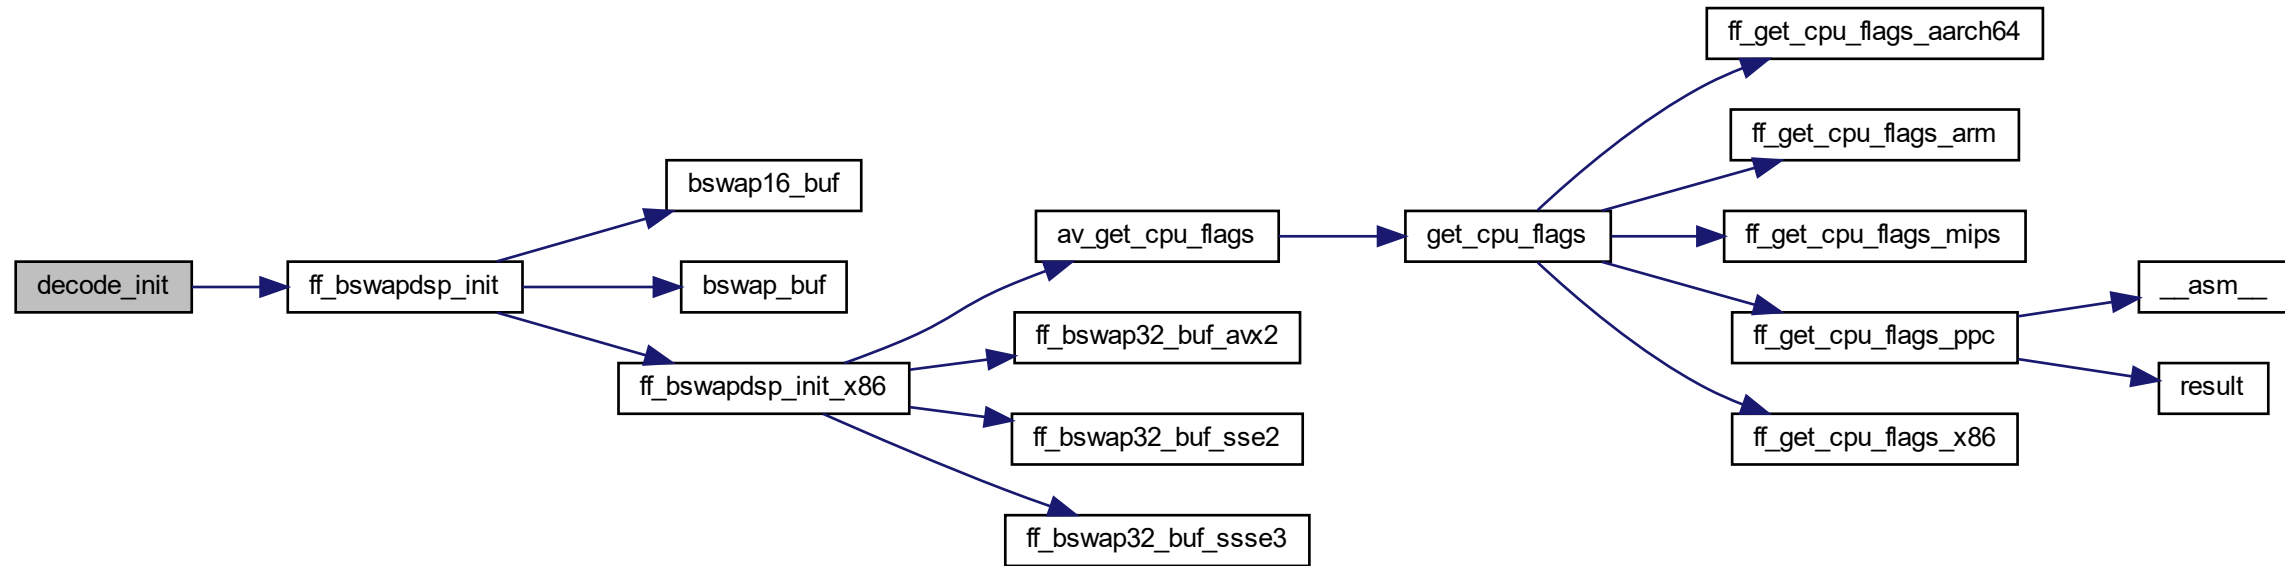 decode_init
ff_bswapdsp_init
bswap16_buf
bswap_buf
ff_bswapdsp_init_x86
av_get_cpu_flags
ff_bswap32_buf_avx2
ff_bswap32_buf_sse2
ff_bswap32_buf_ssse3
get_cpu_flags
ff_get_cpu_flags_aarch64
ff_get_cpu_flags_arm
ff_get_cpu_flags_mips
ff_get_cpu_flags_ppc
ff_get_cpu_flags_x86
__asm__
result